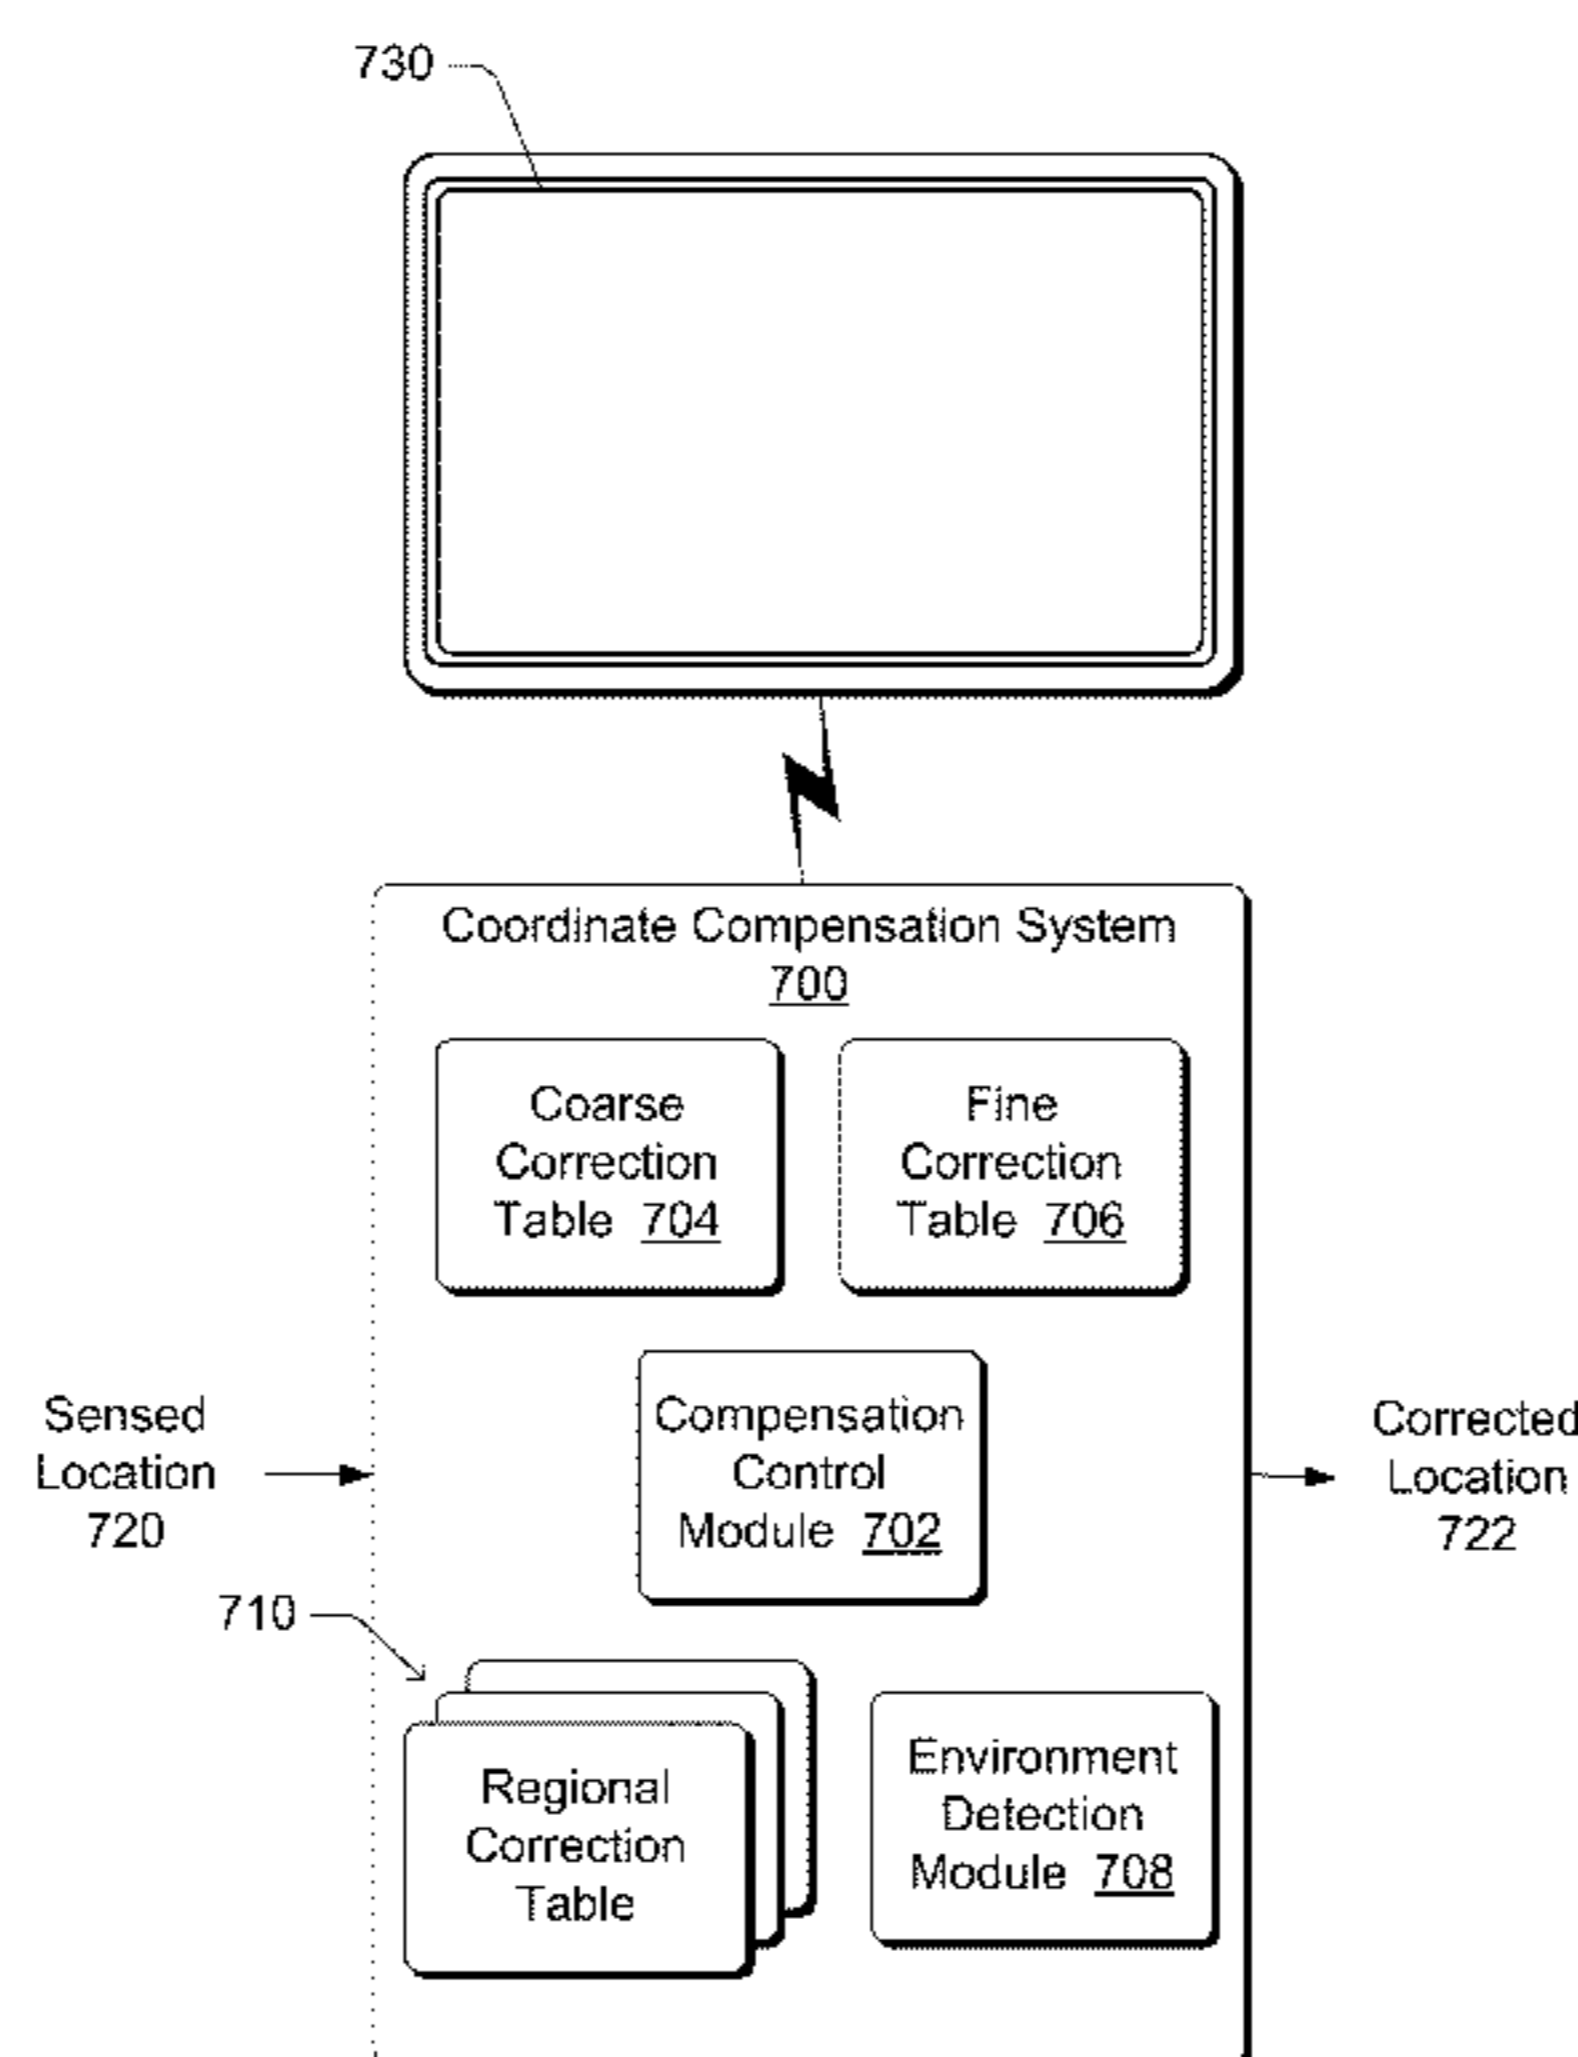 730
Coordinate Compensation System
700
Coarse
Correction
Table 704
Fine
Correction
Table 706
Sensed
Location
720
Compensation
Control
Module 702
Corrected
Location
722
710
Regional
Correction
Table
Environment
Detection
Module 708